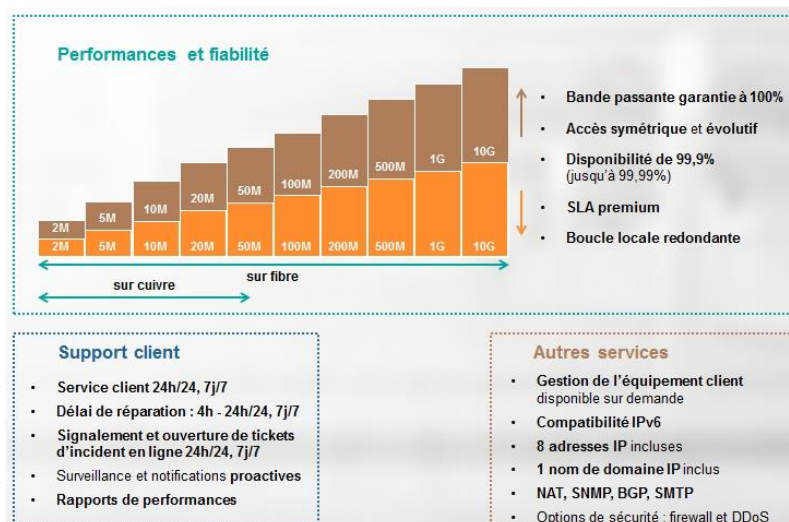 Performances et fiabilité
2M
5M
10M
20M
50M
100M
200M
500M
1G
10G
2M
5M
10M
20M
50M
100M
200M
500M
1G
10G
sur fibre
sur cuivre
• Bande passante garantie à 100%
• Accès symétrique et évolutif
• Disponibilité de 99,9%
(jusqu'à 99,99%)
• SLA premium
• Boucle locale redondante
Support client
• Service client 24h/24, 7j/7
• Délai de réparation : 4h - 24h/24, 7j/7
• Signalement et ouverture de tickets
d'incident en ligne 24h/24, 7j/7
• Surveillance et notifications proactives
• Rapports de performances
Autres services
• Gestion de l'équipement client
disponible sur demande
• Compatibilité IPv6
• 8 adresses IP incluses
• 1 nom de domaine IP inclus
• NAT, SNMP, BGP, SMTP
• Options de sécurité : firewall et DDoS